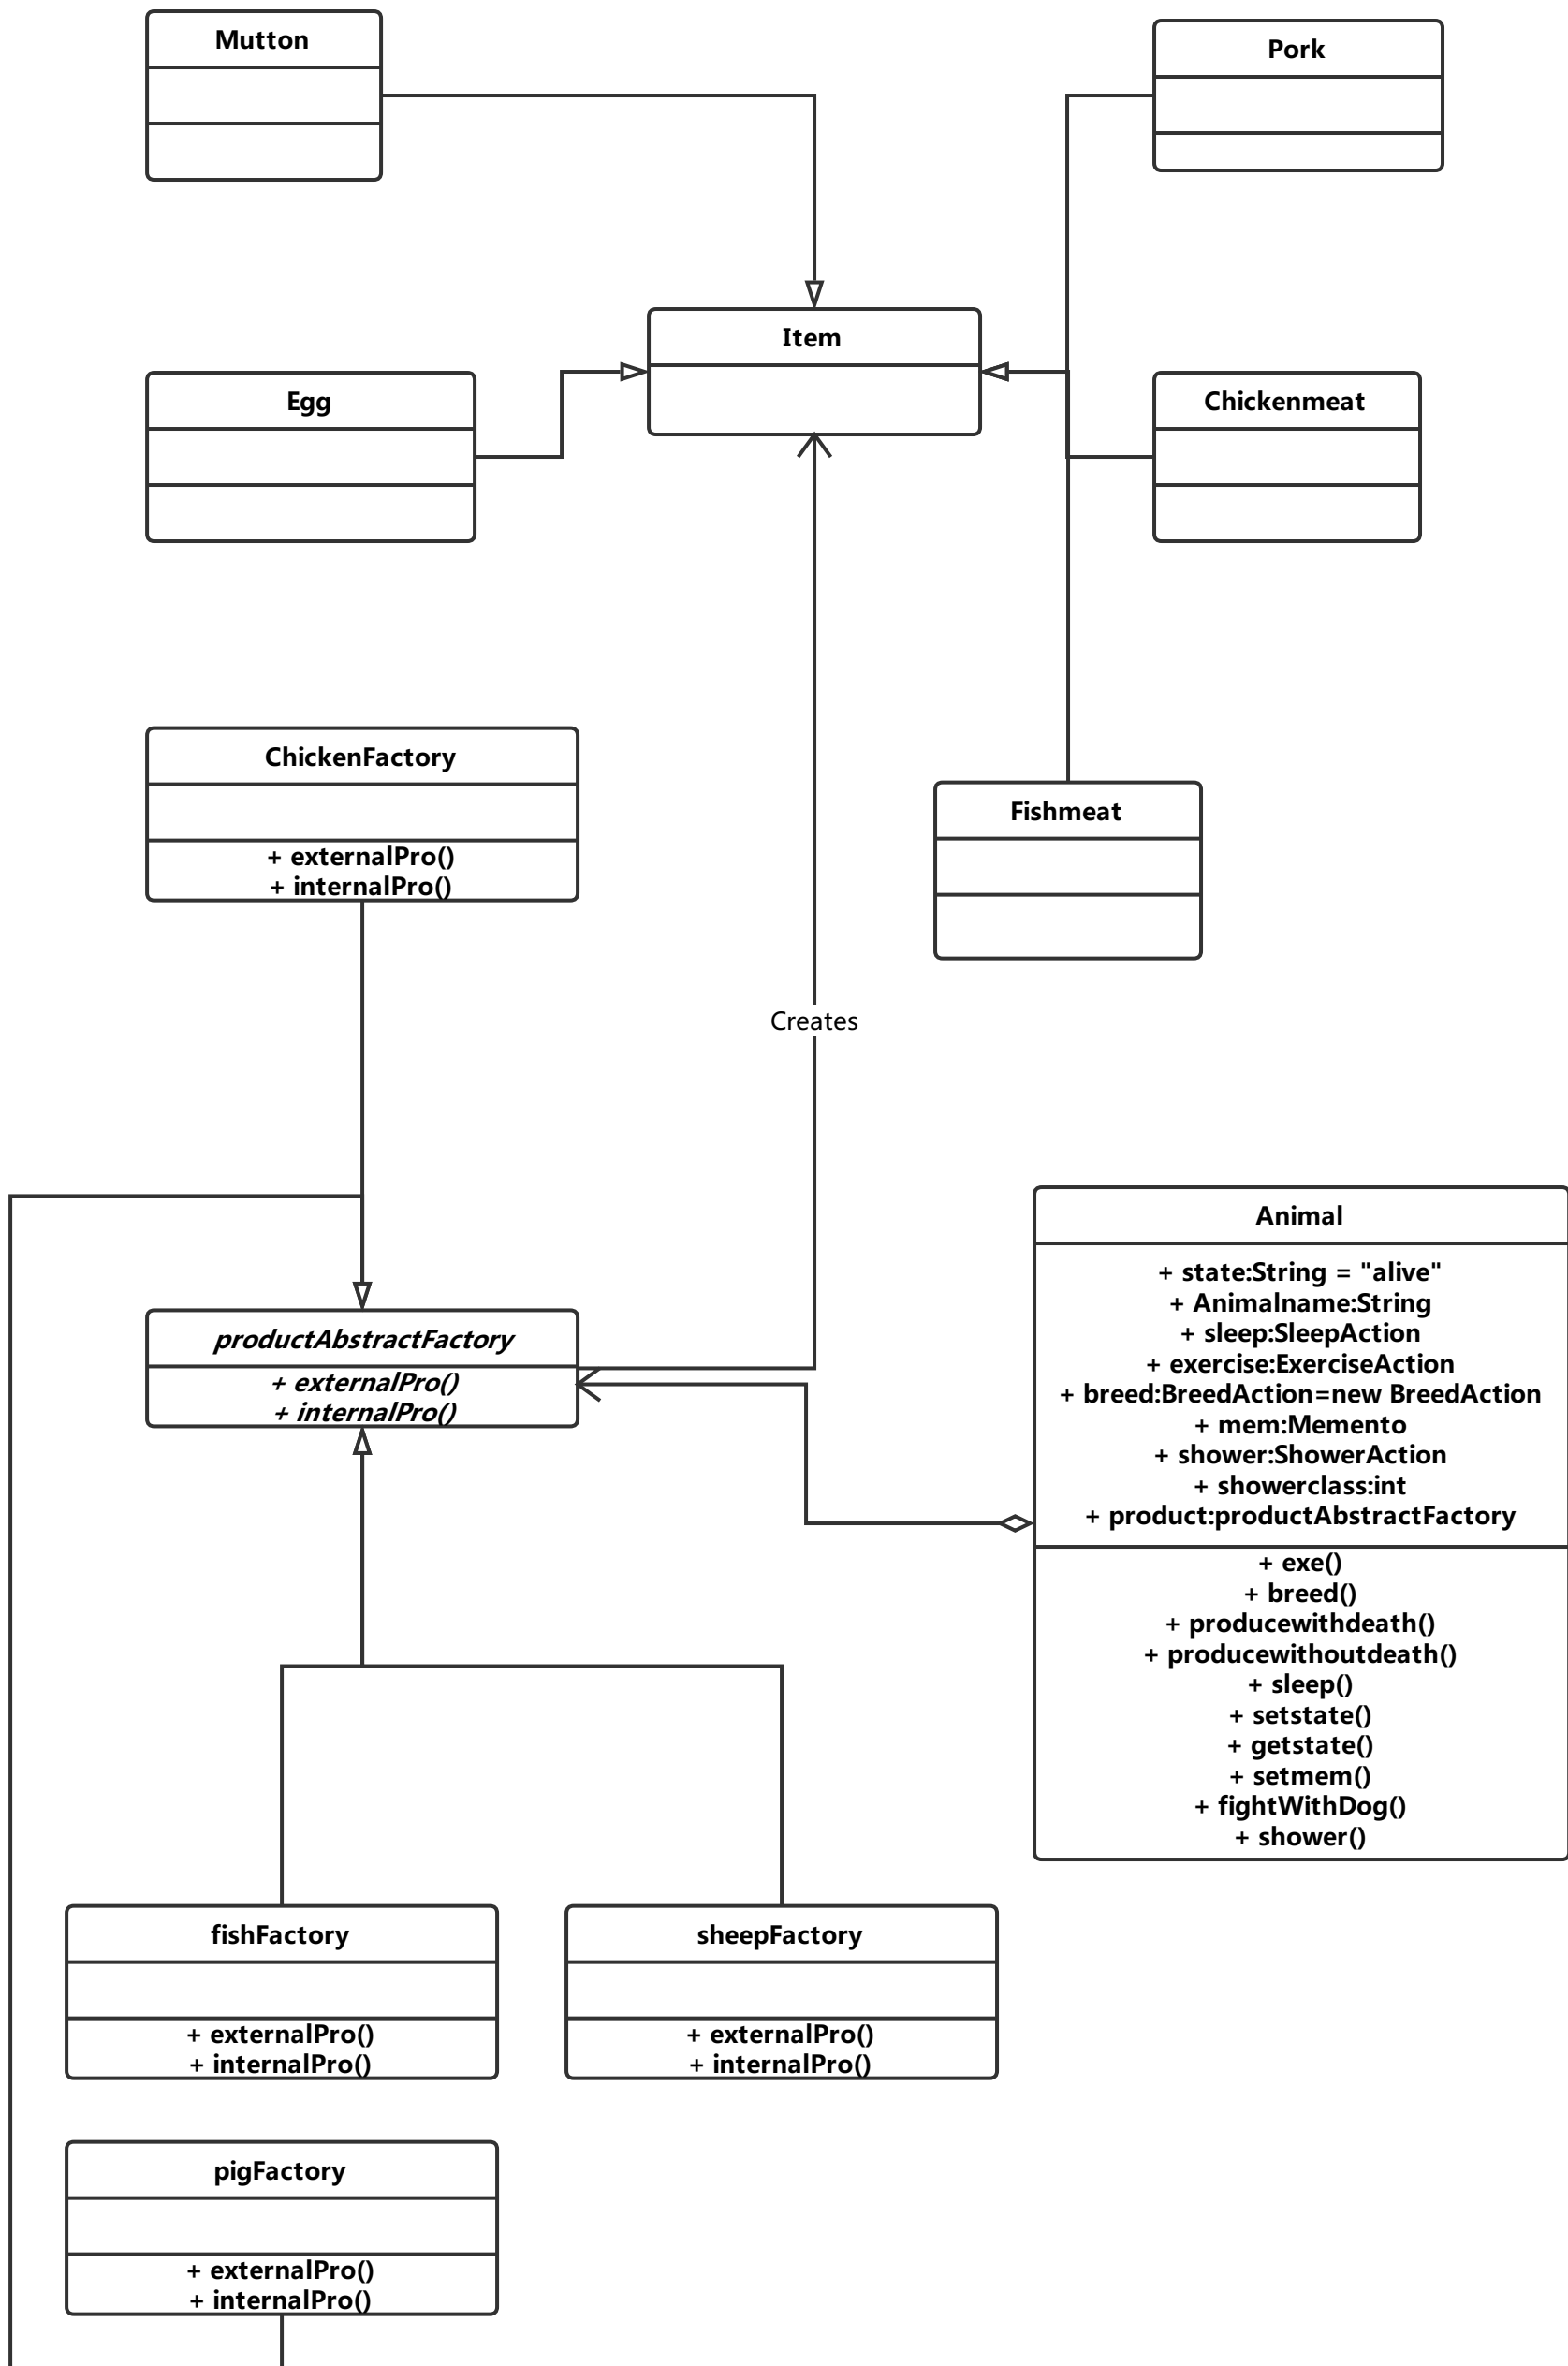 Mutton
Pork
Item
Egg
Chickenmeat
ChickenFactory
+ externalPro()
+ internalPro()
Fishmeat
Creates
Animal
+ state:String = "alive"
+ Animalname:String
+ sleep:SleepAction
+ exercise:ExerciseAction
+ breed:BreedAction=new BreedAction
+ mem:Memento
+ shower:ShowerAction
+ showerclass:int
+ product:productAbstractFactory
+ exe()
+ breed()
+ producewithdeath()
+ producewithoutdeath()
+ sleep()
+ setstate()
+ getstate()
+ setmem()
+ fightWithDog()
+ shower()
productAbstractFactory
+ externalPro()
+ internalPro()
fishFactory
+ externalPro()
+ internalPro()
sheepFactory
+ externalPro()
+ internalPro()
pigFactory
+ externalPro()
+ internalPro()